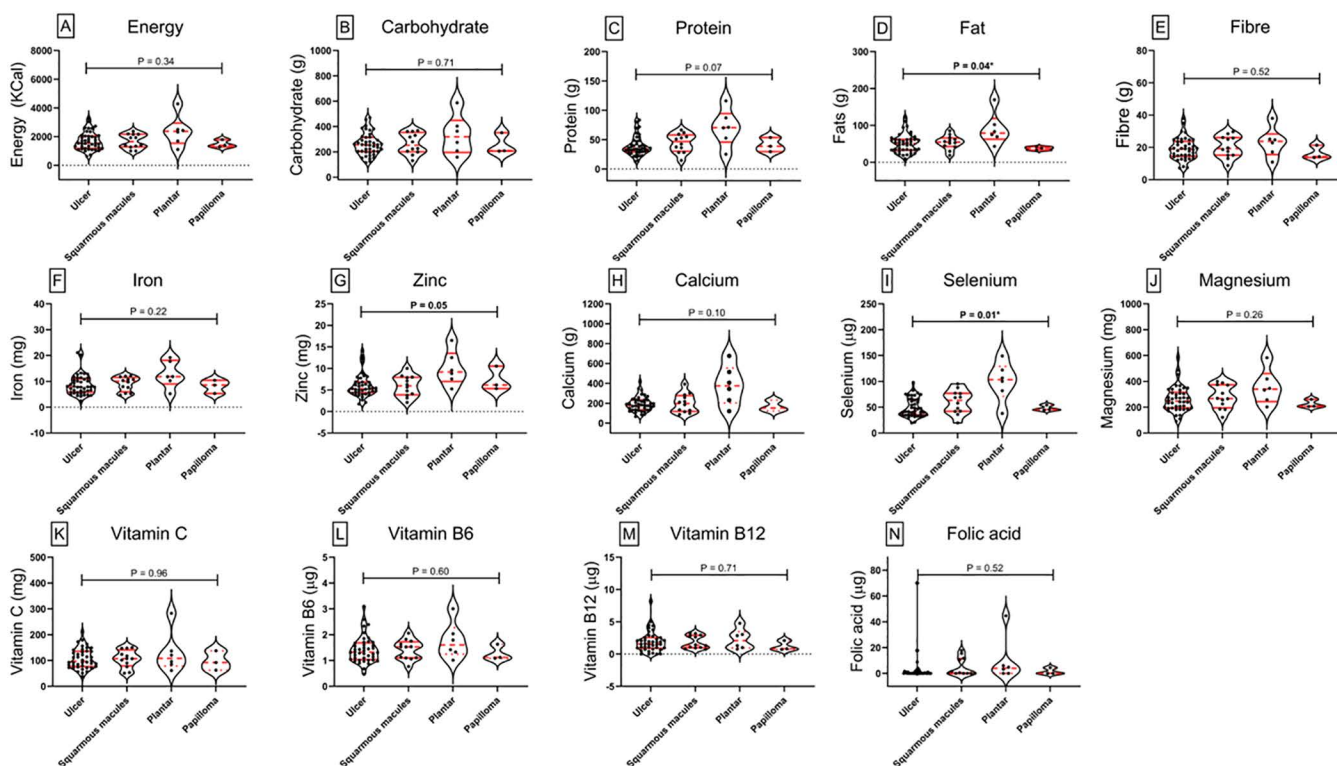 A Energy
Energy (KCal)
8000
6000
4000
2000
0
P = 0.34
Ulcer
Squarmous macules
Plantar
Papilloma
B Carbohydrate
Carbohydrate (g)
1000
800
600
400
200
0
P = 0.71
Ulcer
Squarmous macules
Plantar
Papilloma
C Protein
Protein (g)
200
150
100
50
0
P = 0.07
Ulcer
Squarmous macules
Plantar
Papilloma
D Fat
Fats (g)
300
200
100
0
P = 0.04*
Ulcer
Squarmous macules
Plantar
Papilloma
E Fibre
Fibre (g)
80
60
40
20
0
P = 0.52
Ulcer
Squarmous macules
Plantar
Papilloma
F Iron
Iron (mg)
40
30
20
10
0
-10
P = 0.22
Ulcer
Squarmous macules
Plantar
Papilloma
G Zinc
Zinc (mg)
25
20
15
10
5
0
-5
P = 0.05
Ulcer
Squarmous macules
Plantar
Papilloma
H Calcium
Calcium (g)
1200
1000
800
600
400
200
0
P = 0.10
Ulcer
Squarmous macules
Plantar
Papilloma
I Selenium
Selenium (µg)
250
200
150
100
50
0
P = 0.01*
Ulcer
Squarmous macules
Plantar
Papilloma
J Magnesium
Magnesium (mg)
1000
800
600
400
200
0
P = 0.26
Ulcer
Squarmous macules
Plantar
Papilloma
K Vitamin C
Vitamin C (mg)
500
400
300
200
100
0
P = 0.96
Ulcer
Squarmous macules
Plantar
Papilloma
L Vitamin B6
Vitamin B6 (µg)
5
4
3
2
1
0
P = 0.60
Ulcer
Squarmous macules
Plantar
Papilloma
M Vitamin B12
Vitamin B12 (µg)
15
10
5
0
-5
P = 0.71
Ulcer
Squarmous macules
Plantar
Papilloma
N Folic acid
Folic acid (µg)
80
60
40
20
0
P = 0.52
Ulcer
Squarmous macules
Plantar
Papilloma